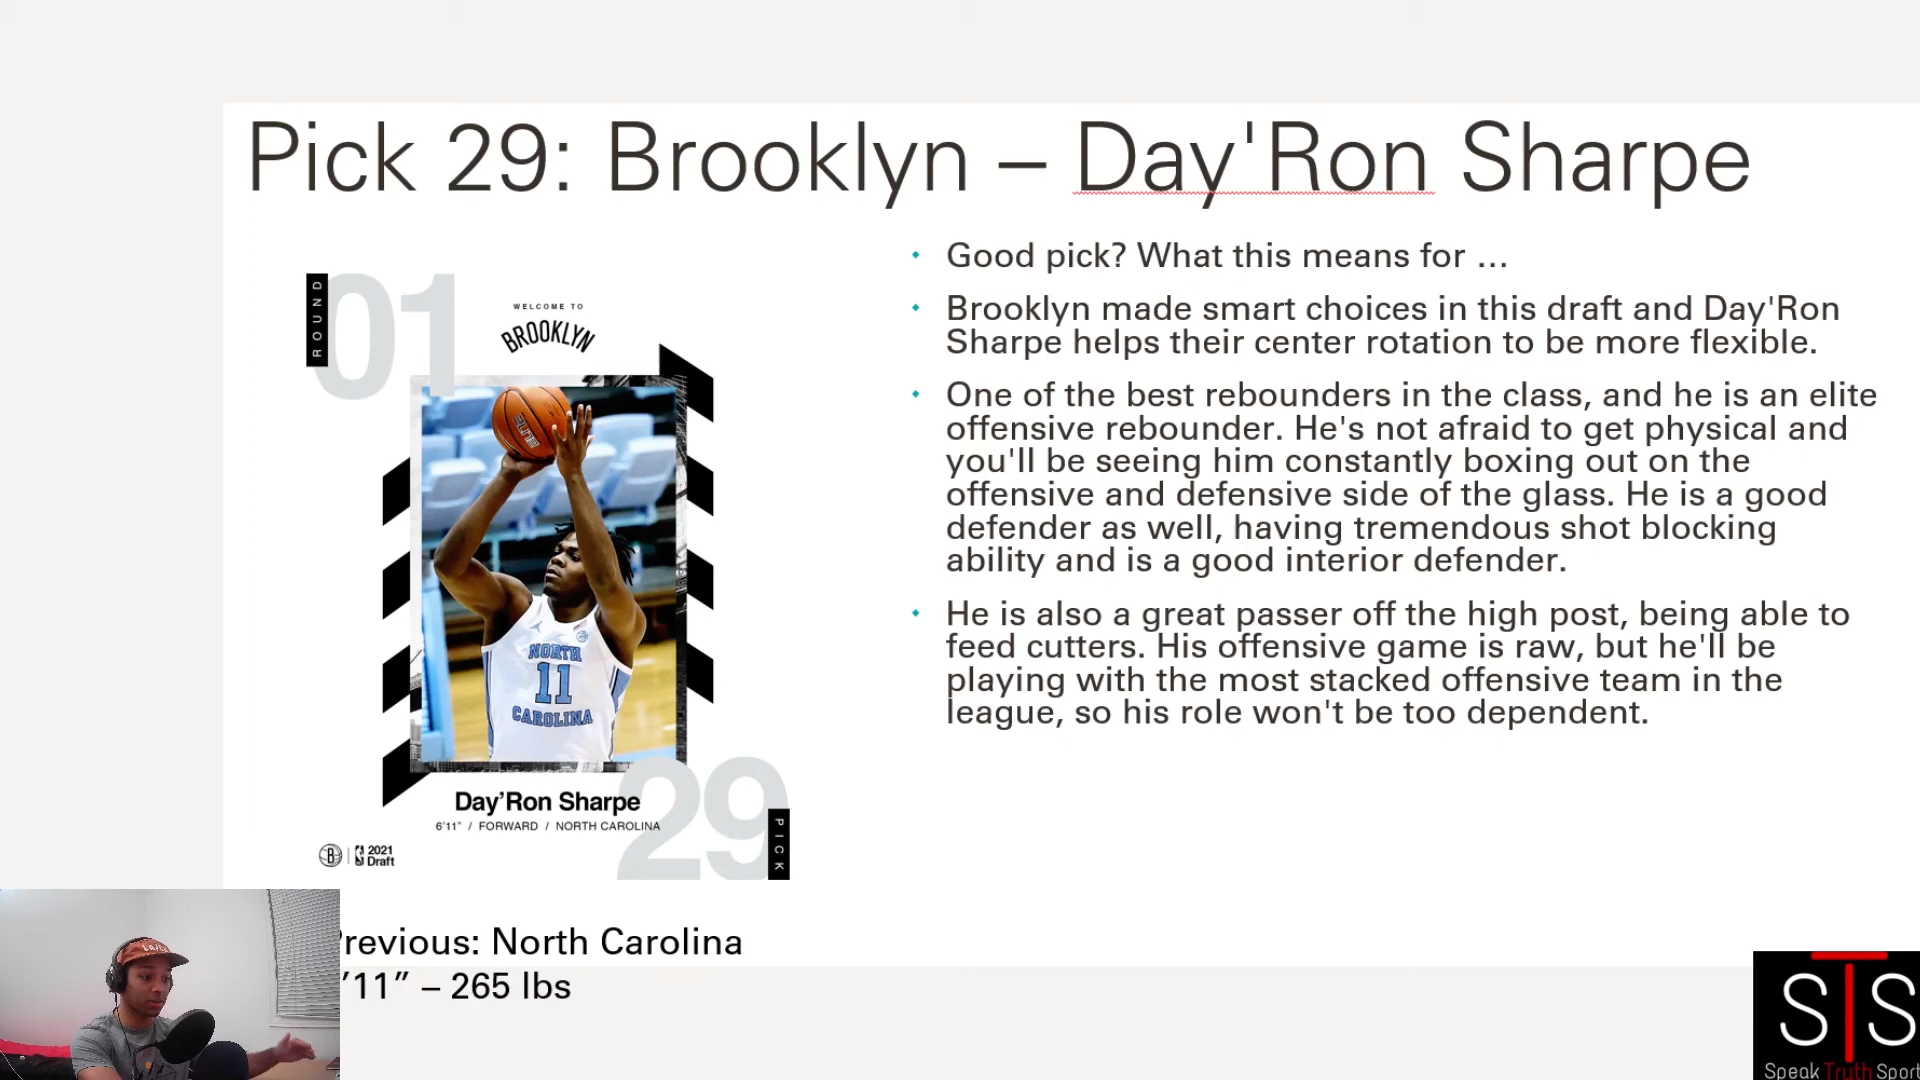 Pick 29: Brooklyn – Day'Ron Sharpe
ROUND
01
WELCOME TO
BROOKLYN
NORTH
11
CAROLINA
Day'Ron Sharpe
6'11" / FORWARD / NORTH CAROLINA
29
PICK
B
2021
Draft
Previous: North Carolina
'11” – 265 lbs
Good pick? What this means for ...
Brooklyn made smart choices in this draft and Day'Ron
Sharpe helps their center rotation to be more flexible.
One of the best rebounders in the class, and he is an elite
offensive rebounder. He's not afraid to get physical and
you'll be seeing him constantly boxing out on the
offensive and defensive side of the glass. He is a good
defender as well, having tremendous shot blocking
ability and is a good interior defender.
He is also a great passer off the high post, being able to
feed cutters. His offensive game is raw, but he'll be
playing with the most stacked offensive team in the
league, so his role won't be too dependent.
STS
Speak Truth Sport